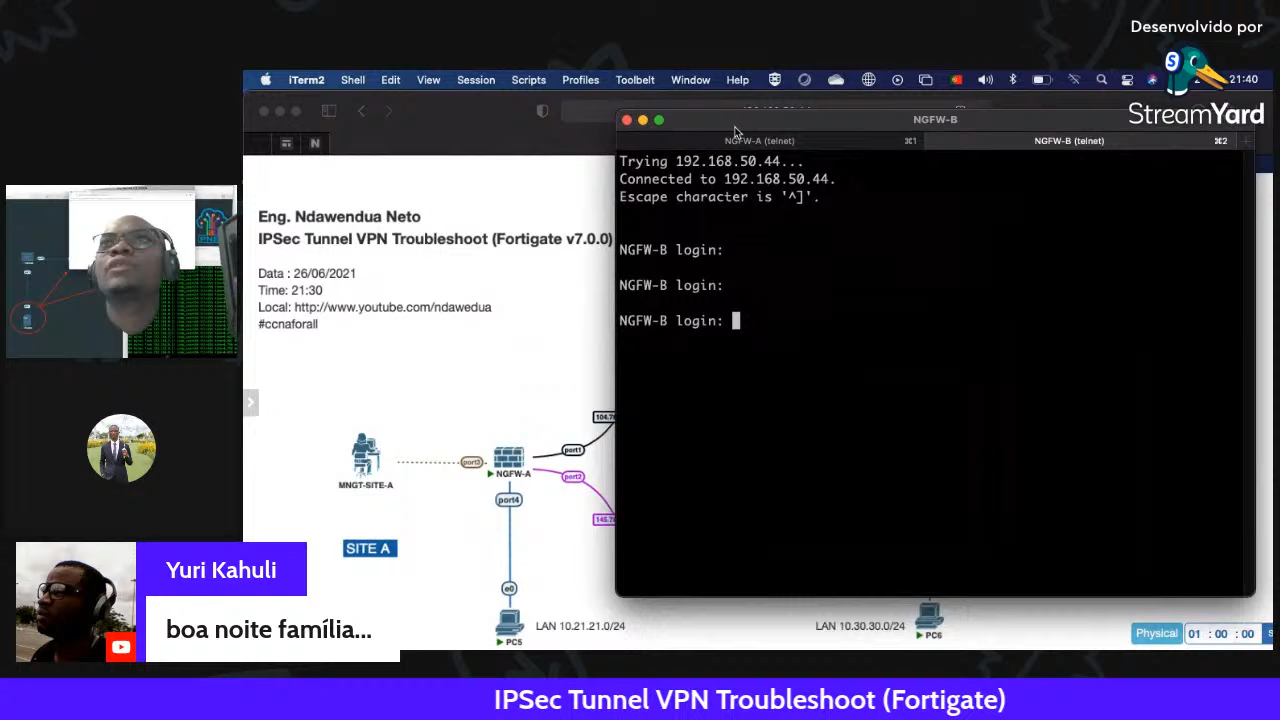 Desenvolvido por
StreamYard
iTerm2 Shell Edit View Session Scripts Profiles Toolbelt Window Help
21:40
NGFW-B
NGFW-A (telnet) ⌘1 NGFW-B (telnet) ⌘2
Trying 192.168.50.44...
Connected to 192.168.50.44.
Escape character is '^]'.
NGFW-B login:
NGFW-B login:
NGFW-B login:
N
Eng. Ndawendua Neto
IPSec Tunnel VPN Troubleshoot (Fortigate v7.0.0)
Data : 26/06/2021
Time: 21:30
Local: http://www.youtube.com/ndawedua
#ccnaforall
port1
port3
NGFW-A
port2
MNGT-SITE-A
port4
SITE A
e0
PC5
LAN 10.21.21.0/24
LAN 10.30.30.0/24
PC6
Physical 01 : 00 : 00
Yuri Kahuli
boa noite família...
IPSec Tunnel VPN Troubleshoot (Fortigate)